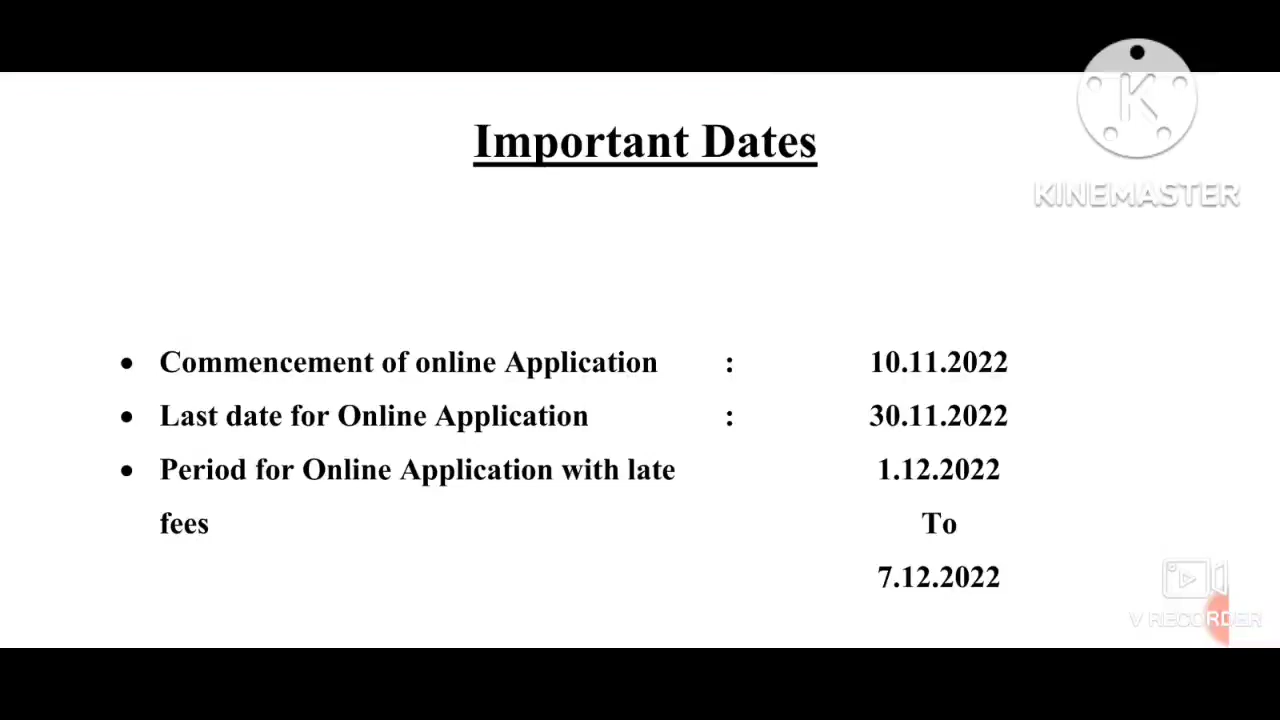 Important Dates
KINEMASTER
• Commencement of online Application : 10.11.2022
• Last date for Online Application : 30.11.2022
• Period for Online Application with late 1.12.2022
fees To
7.12.2022
V RECORDER